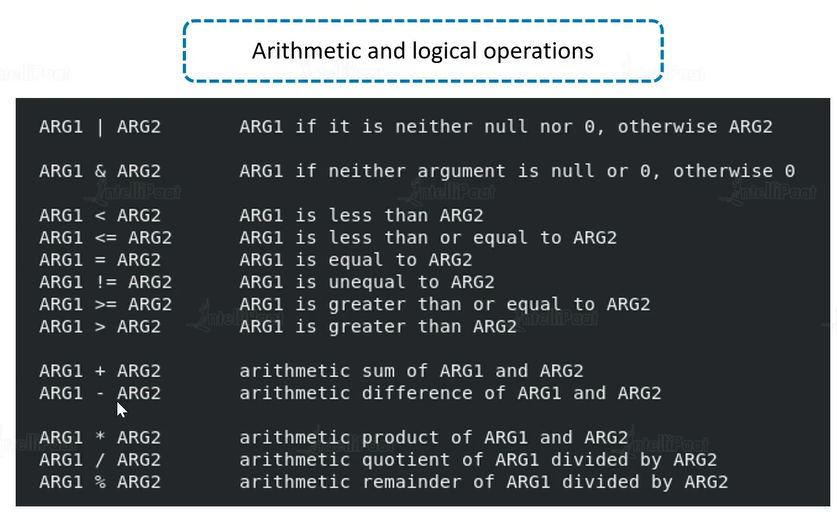 Arithmetic and logical operations
ARG1 | ARG2 ARG1 if it is neither null nor 0, otherwise ARG2
ARG1 & ARG2 ARG1 if neither argument is null or 0, otherwise 0
ARG1 < ARG2 ARG1 is less than ARG2
ARG1 <= ARG2 ARG1 is less than or equal to ARG2
ARG1 = ARG2 ARG1 is equal to ARG2
ARG1 != ARG2 ARG1 is unequal to ARG2
ARG1 >= ARG2 ARG1 is greater than or equal to ARG2
ARG1 > ARG2 ARG1 is greater than ARG2
ARG1 + ARG2 arithmetic sum of ARG1 and ARG2
ARG1 - ARG2 arithmetic difference of ARG1 and ARG2
ARG1 * ARG2 arithmetic product of ARG1 and ARG2
ARG1 / ARG2 arithmetic quotient of ARG1 divided by ARG2
ARG1 % ARG2 arithmetic remainder of ARG1 divided by ARG2